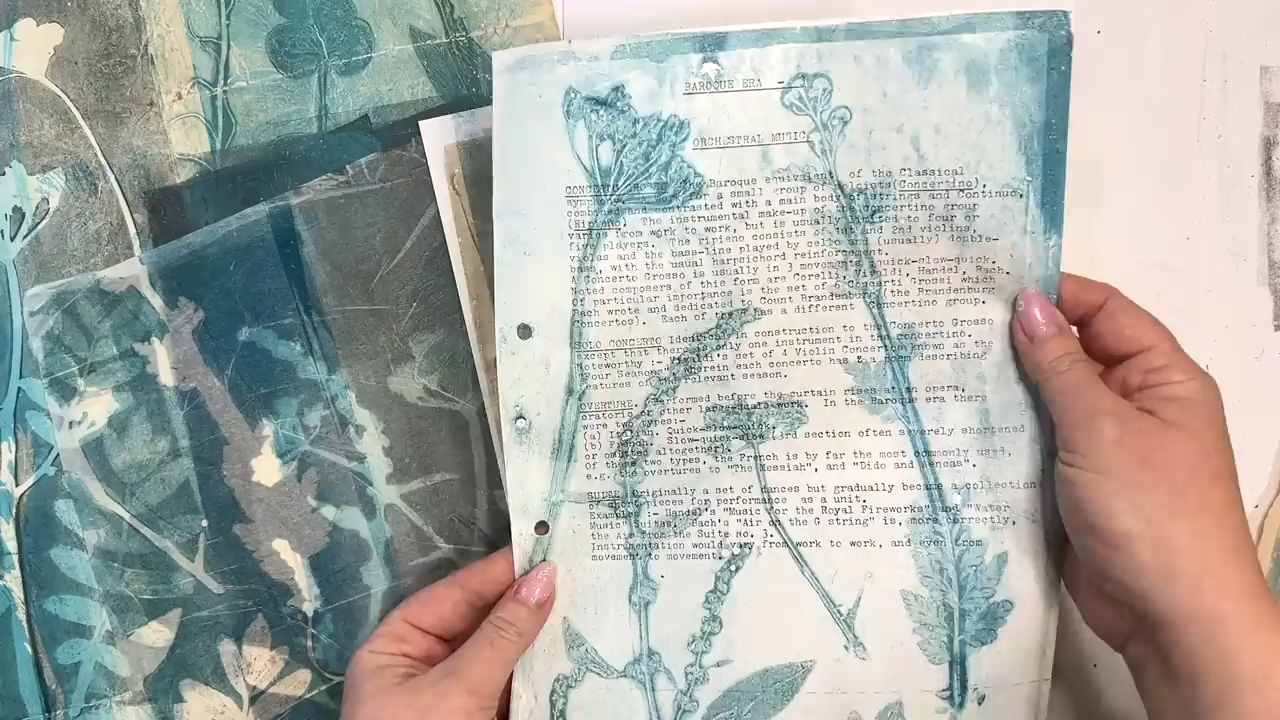 BAROQUE ERA -
ORCHESTRAL MUSIC
CONCERTO GROSSO The Baroque equivalent of the Classical
symphony. for a small group of soloists (Concertino),
combined and contrasted with a main body of strings and Continuo,
(Ripieno. The instrumental make-up of the concertino group
varies from work to work, but is usually limited to four or
five players. The ripieno consists of 1st and 2nd violins,
violas and the bass-line played by cello and (usually) double-
bass, with the usual harpsichord reinforcement.
A Concerto Grosso is usually in 3 movements quick-slow-quick.
Noted composers of this form are Corelli, Vivaldi, Handel, Bach.
Of particular importance is the set of Concerti Grossi which
Bach wrote and dedicated to Count Brandenburg (the Brandenburg
Concertos). Each of the has a different Concertino group.
SOLO CONCERTO Identical in construction to the Concerto Grosso
except that there is only one instrument in the concertino.
Noteworthy Vivaldi's set of 4 Violin Concertos known as the
"Four Seasons", wherein each concerto has a poem describing
features of the relevant season.
OVERTURE. Performed before the curtain rises at an opera,
oratorio or other large-scale work. In the Baroque era there
were two types:-
(a) Italian. Quick-slow-quick.
(b) French. Slow-quick-slow (3rd section often severely shortened
or omitted altogether).
of these two types, the French is by far the most commonly used,
e.g. the overtures to "The Messiah", and "Dido and Aeneas".
SUITE Originally a set of dances but gradually became a collection
of short pieces for performance as a unit.
Examples:- Handel's "Music for the Royal Fireworks" and "Water
Music" Suites. Bach's "Air on the G string" is, more correctly,
the Air from the Suite no. 3.
Instrumentation would vary from work to work, and even from
movement to movement.